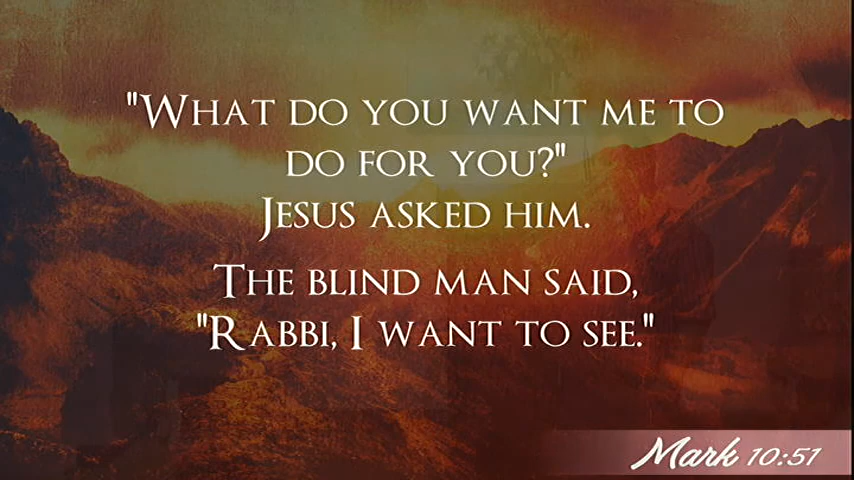 "What do you want me to
do for you?"
Jesus asked him.
The blind man said,
"Rabbi, I want to see."
Mark 10:51